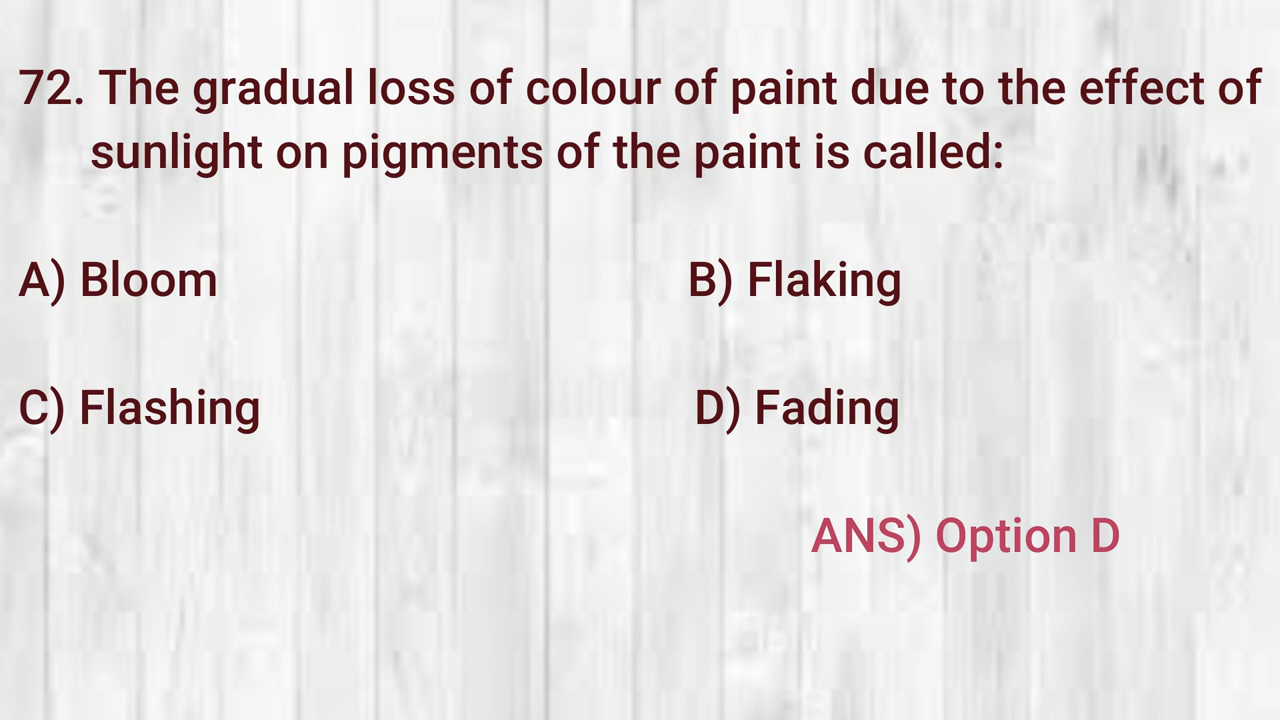 72. The gradual loss of colour of paint due to the effect of
sunlight on pigments of the paint is called:
A) Bloom B) Flaking
C) Flashing D) Fading
ANS) Option D